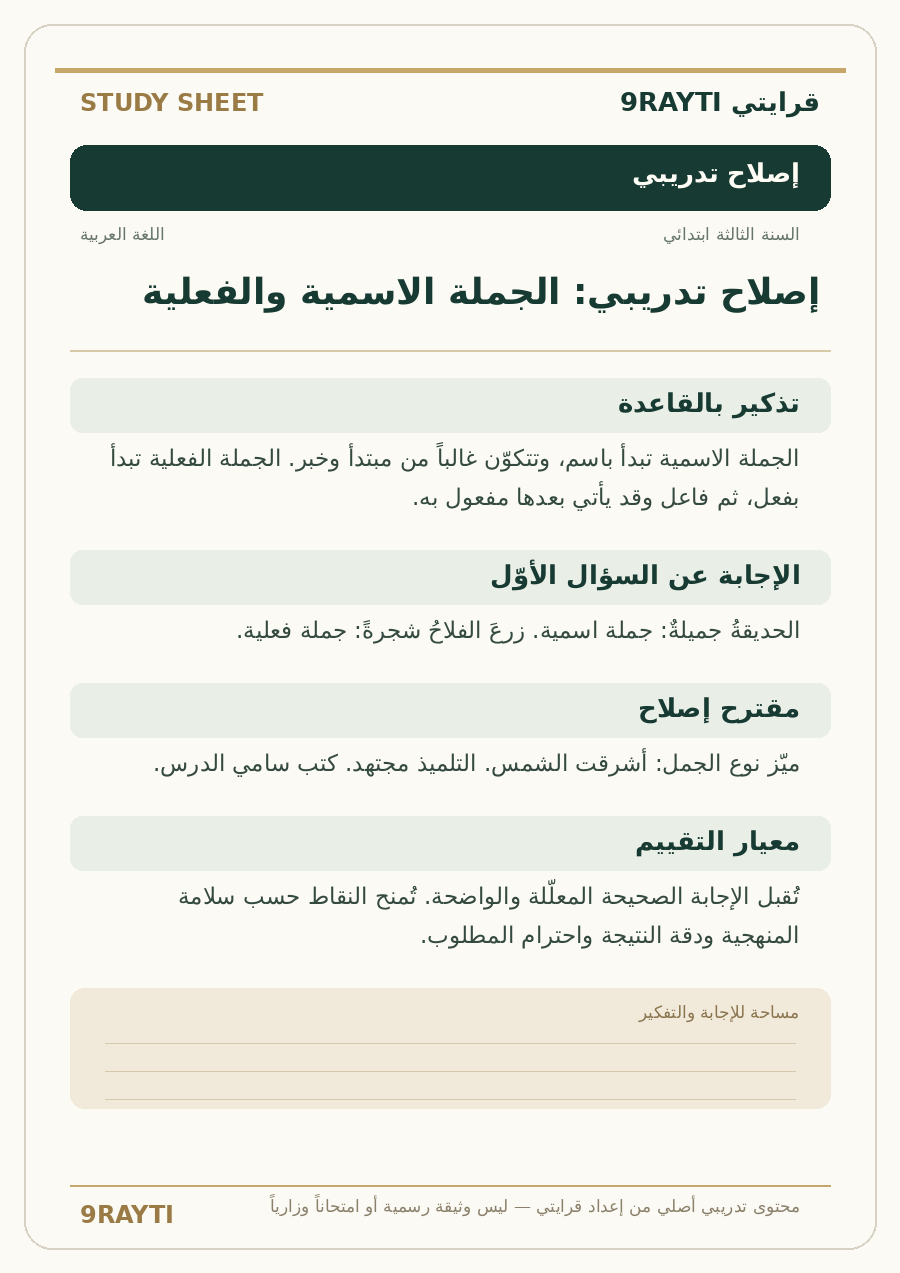 قرايتي 9RAYTI
STUDY SHEET
إصلاح تدريبي
السنة الثالثة ابتدائي
اللغة العربية
إصلاح تدريبي: الجملة الاسمية والفعلية
تذكير بالقاعدة
الجملة الاسمية تبدأ باسم، وتتكوّن غالباً من مبتدأ وخبر. الجملة الفعلية تبدأ
بفعل، ثم فاعل وقد يأتي بعدها مفعول به.
الإجابة عن السؤال الأوّل
الحديقةُ جميلةٌ: جملة اسمية. زرعَ الفلاحُ شجرةً: جملة فعلية.
مقترح إصلاح
ميّز نوع الجمل: أشرقت الشمس. التلميذ مجتهد. كتب سامي الدرس.
معيار التقييم
تُقبل الإجابة الصحيحة المعلّلة والواضحة. تُمنح النقاط حسب سلامة
المنهجية ودقة النتيجة واحترام المطلوب.
مساحة للإجابة والتفكير
محتوى تدريبي أصلي من إعداد قرايتي — ليس وثيقة رسمية أو امتحاناً وزارياً
9RAYTI